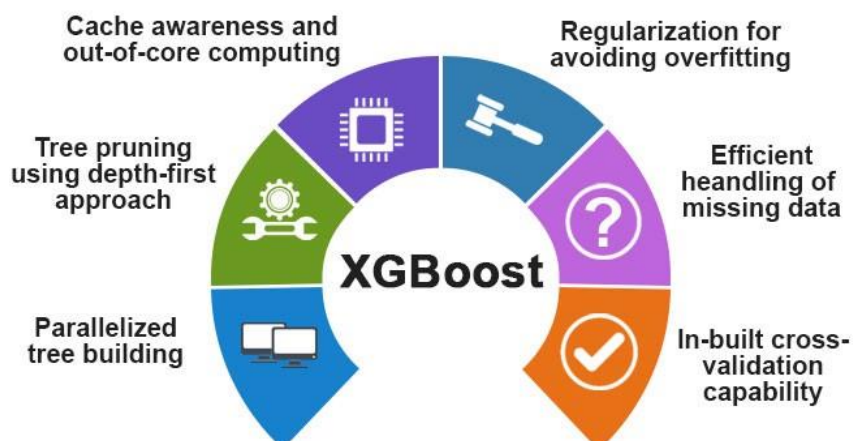 Cache awareness and
out-of-core computing
Regularization for
avoiding overfitting
Tree pruning
using depth-first
approach
Efficient
heandling of
missing data
XGBoost
Parallelized
tree building
In-built cross-
validation
capability